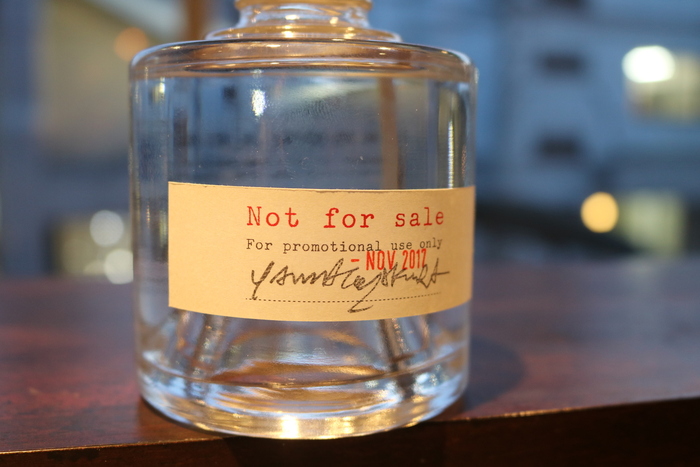 Not for sale
For promotional use only
- NOV 2017